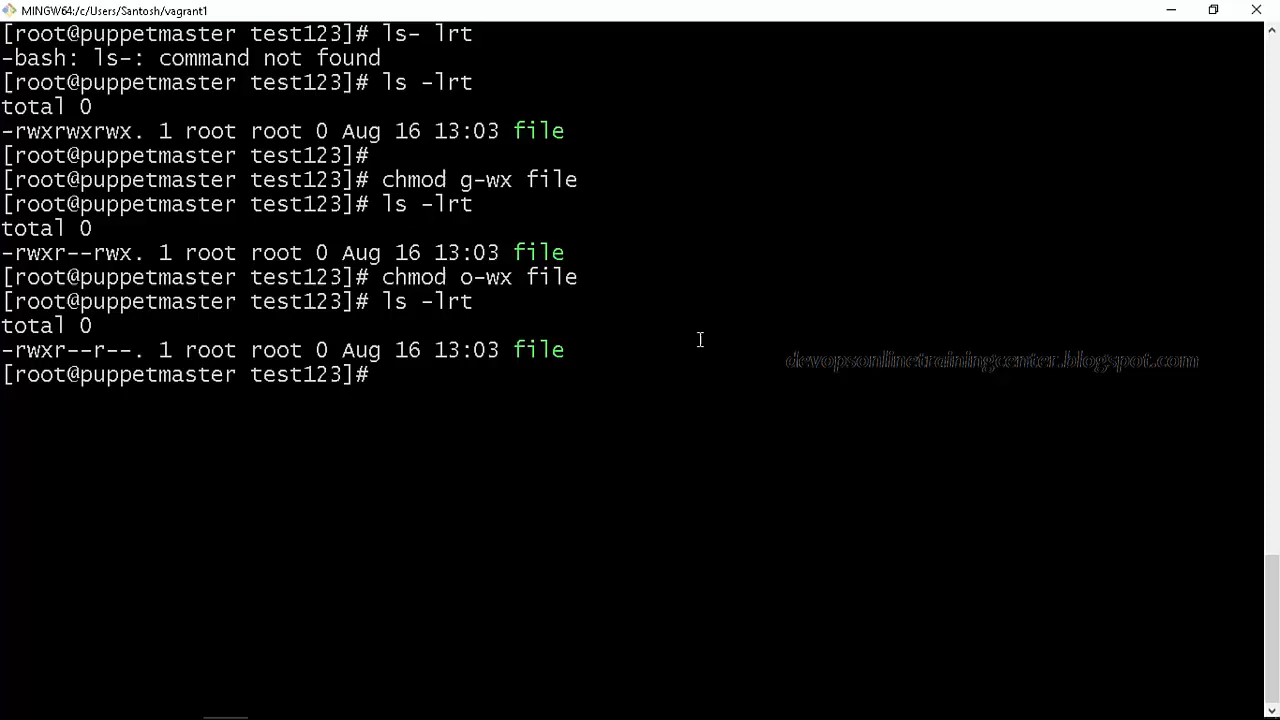 MINGW64:/c/Users/Santosh/vagrant1
[root@puppetmaster test123]# ls- lrt
-bash: ls-: command not found
[root@puppetmaster test123]# ls -lrt
total 0
-rwxrwxrwx. 1 root root 0 Aug 16 13:03 file
[root@puppetmaster test123]#
[root@puppetmaster test123]# chmod g-wx file
[root@puppetmaster test123]# ls -lrt
total 0
-rwxr--rwx. 1 root root 0 Aug 16 13:03 file
[root@puppetmaster test123]# chmod o-wx file
[root@puppetmaster test123]# ls -lrt
total 0
-rwxr--r--. 1 root root 0 Aug 16 13:03 file
devopsonlinetrainingcenter.blogspot.com
[root@puppetmaster test123]#